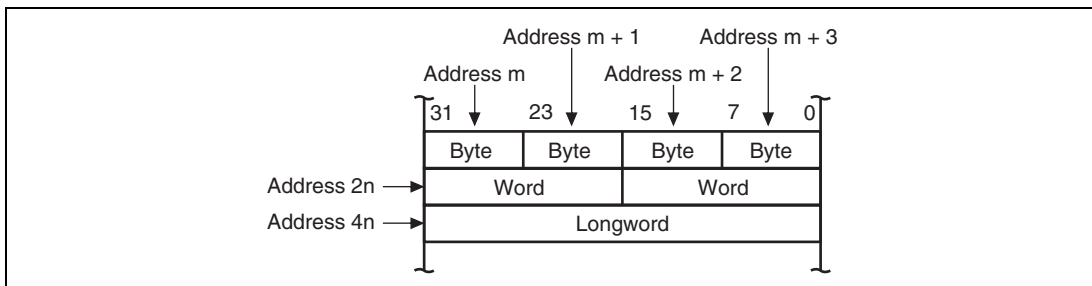 Address m + 1 Address m + 3
Address m Address m + 2
31 23 15 7 0
Byte Byte Byte Byte
Address 2n Word Word
Address 4n Longword